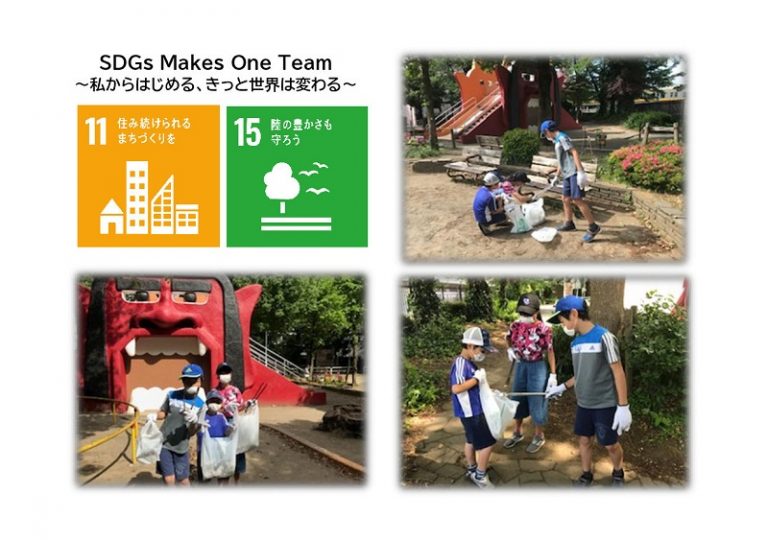 SDGs Makes One Team
～私からはじめる、きっと世界は変わる～
11 住み続けられる
まちづくりを
15 陸の豊かさも
守ろう